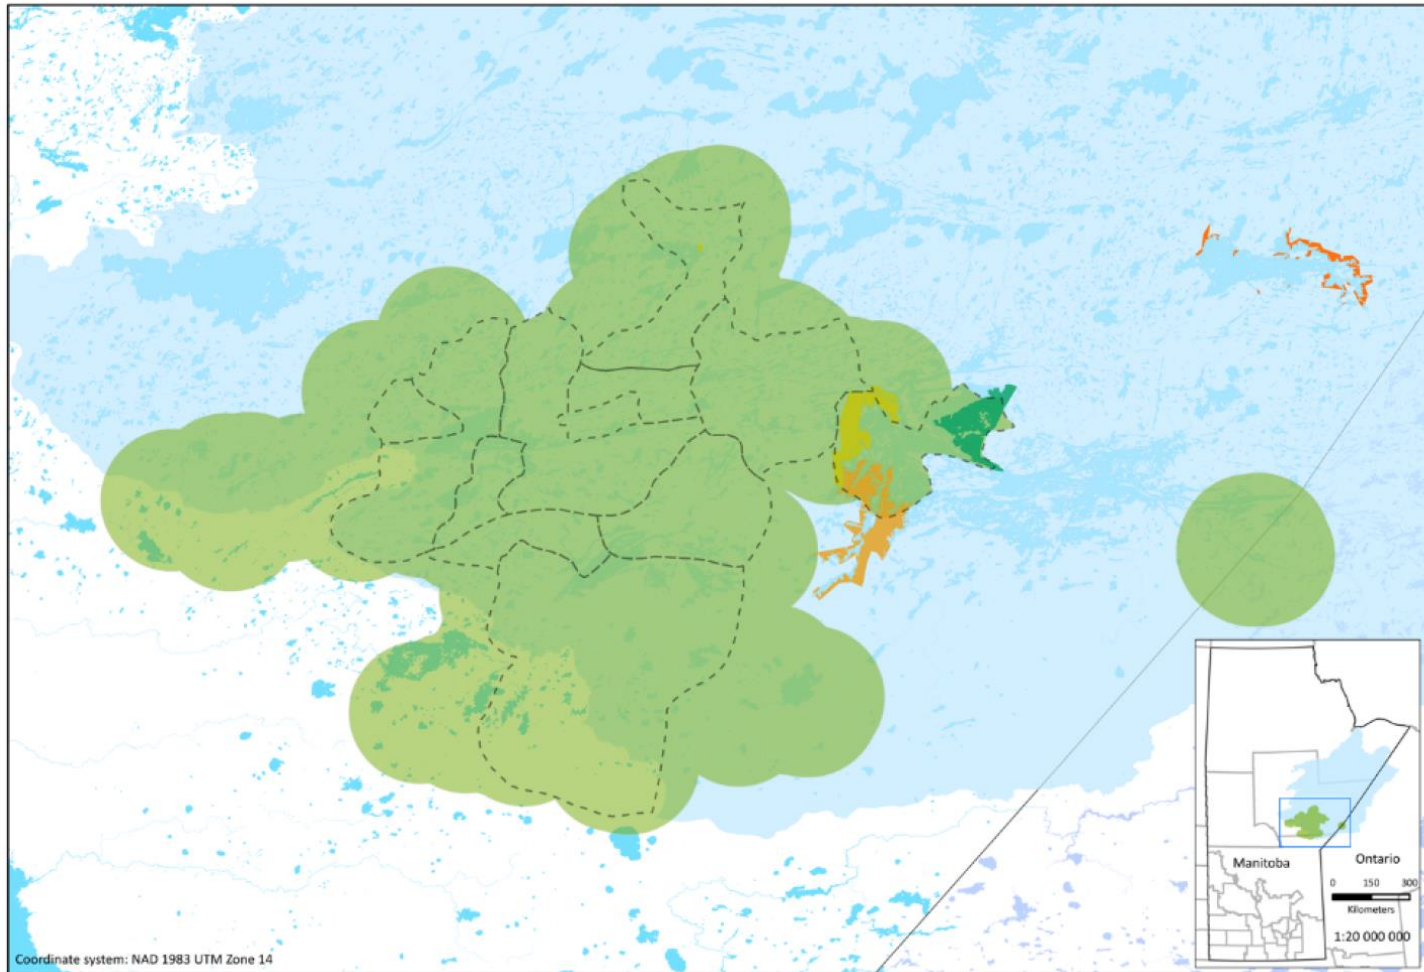 Manitoba
Ontario
0 150 300
Kilometers
1:20 000 000
Coordinate system: NAD 1983 UTM Zone 14